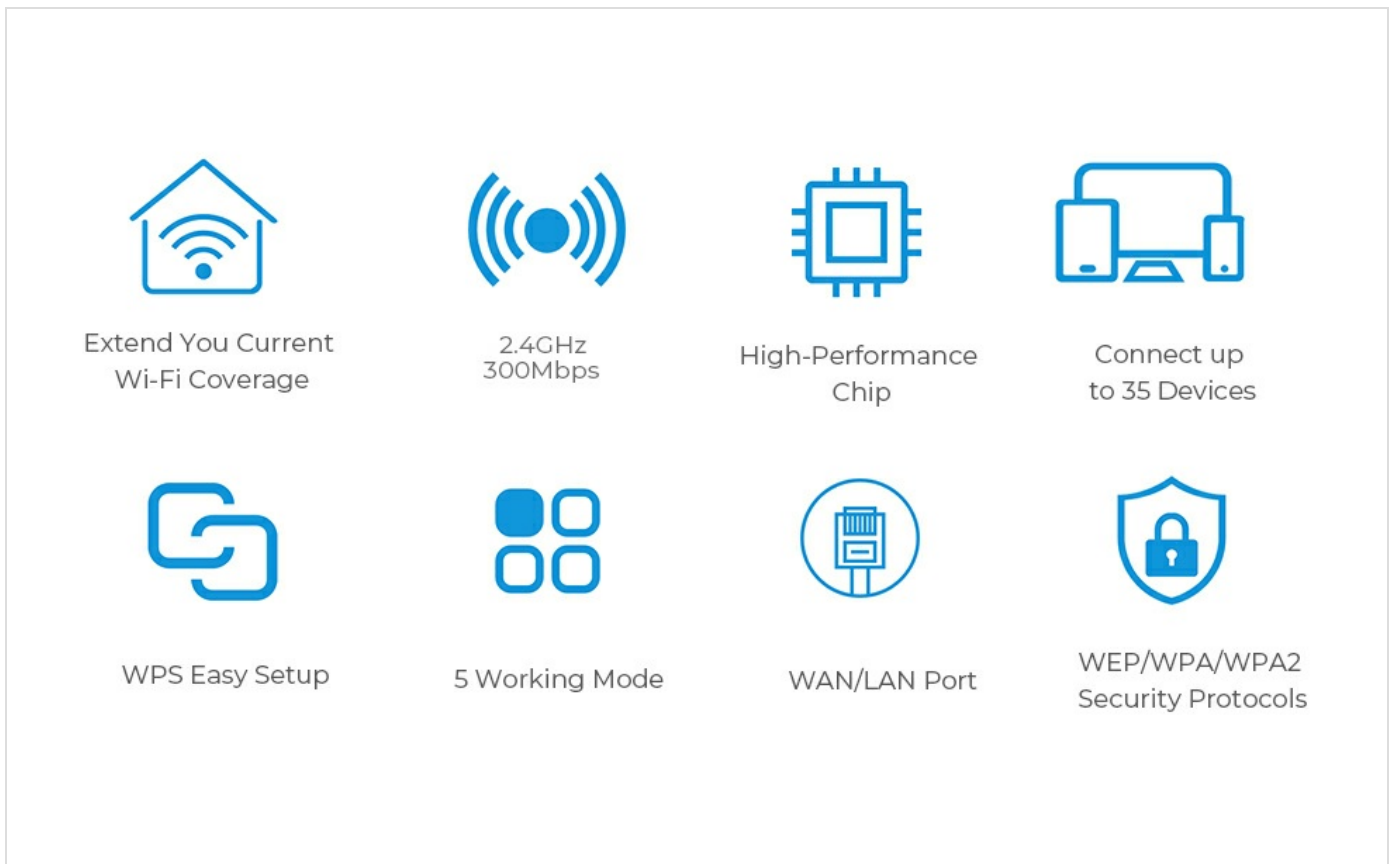 Extend You Current
Wi-Fi Coverage
2.4GHz
300Mbps
High-Performance
Chip
Connect up
to 35 Devices
WPS Easy Setup
5 Working Mode
WAN/LAN Port
WEP/WPA/WPA2
Security Protocols